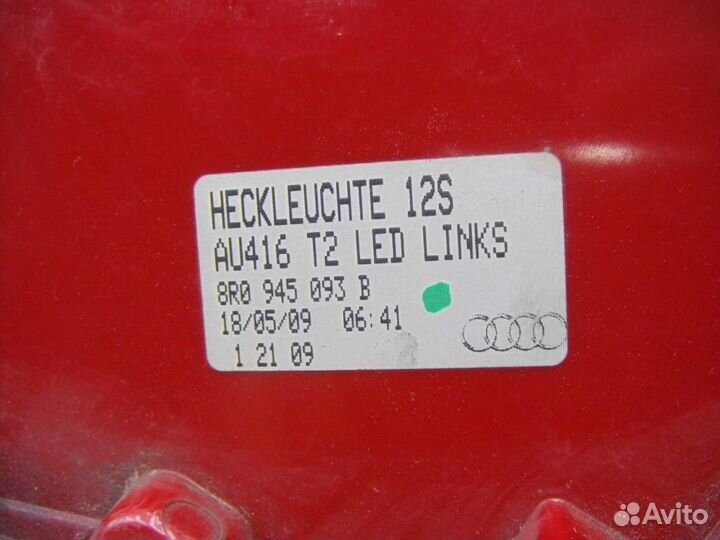 HECKLEUCHTE 12S
AU416 T2 LED LINKS
8R0 945 093 B
18/05/09 06:41
1 21 09
Avito